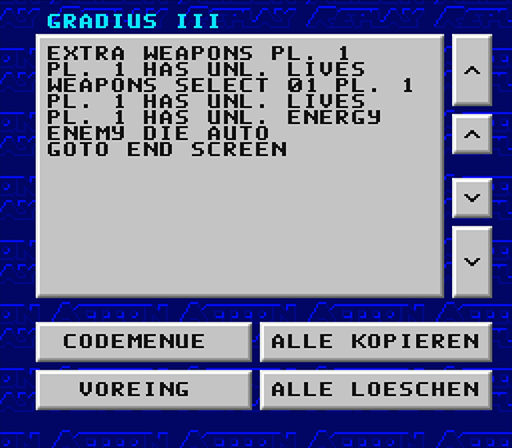 GRADIUS III
EXTRA WEAPONS PL. 1
PL. 1 HAS UNL. LIVES
WEAPONS SELECT 01 PL. 1
PL. 1 HAS UNL. LIVES
PL. 1 HAS UNL. ENERGY
ENEMY DIE AUTO
GOTO END SCREEN
CODEMENUE
ALLE KOPIEREN
VOREING
ALLE LOESCHEN